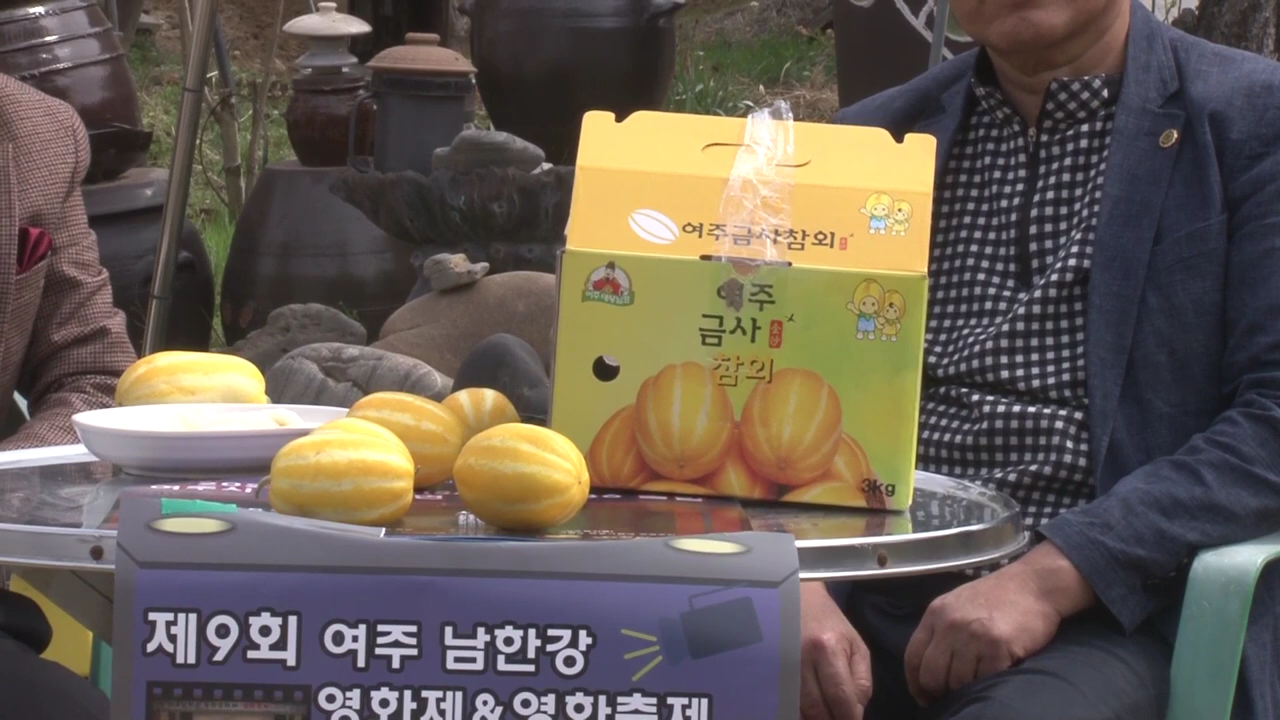 여주금사참외
여주
금사
참외
3kg
제9회 여주 남한강
영화제&영화축제